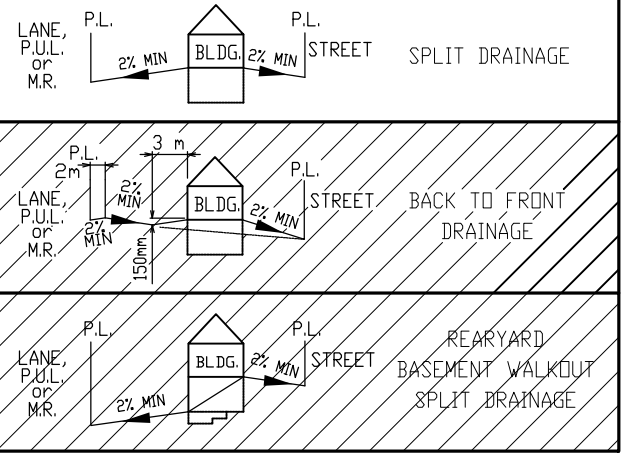 P.L.
P.L.
LANE,
P.U.L.
or
M.R.
2% MIN
BLDG.
2% MIN
STREET
SPLIT DRAINAGE
3 m
P.L.
2m
P.L.
LANE,
P.U.L.
or
M.R.
2%
MIN
2%
MIN
150mm
BLDG.
2% MIN
STREET
BACK TO FRONT
DRAINAGE
P.L.
P.L.
LANE,
P.U.L.
or
M.R.
2% MIN
BLDG.
2% MIN
STREET
REARYARD
BASEMENT WALKOUT
SPLIT DRAINAGE